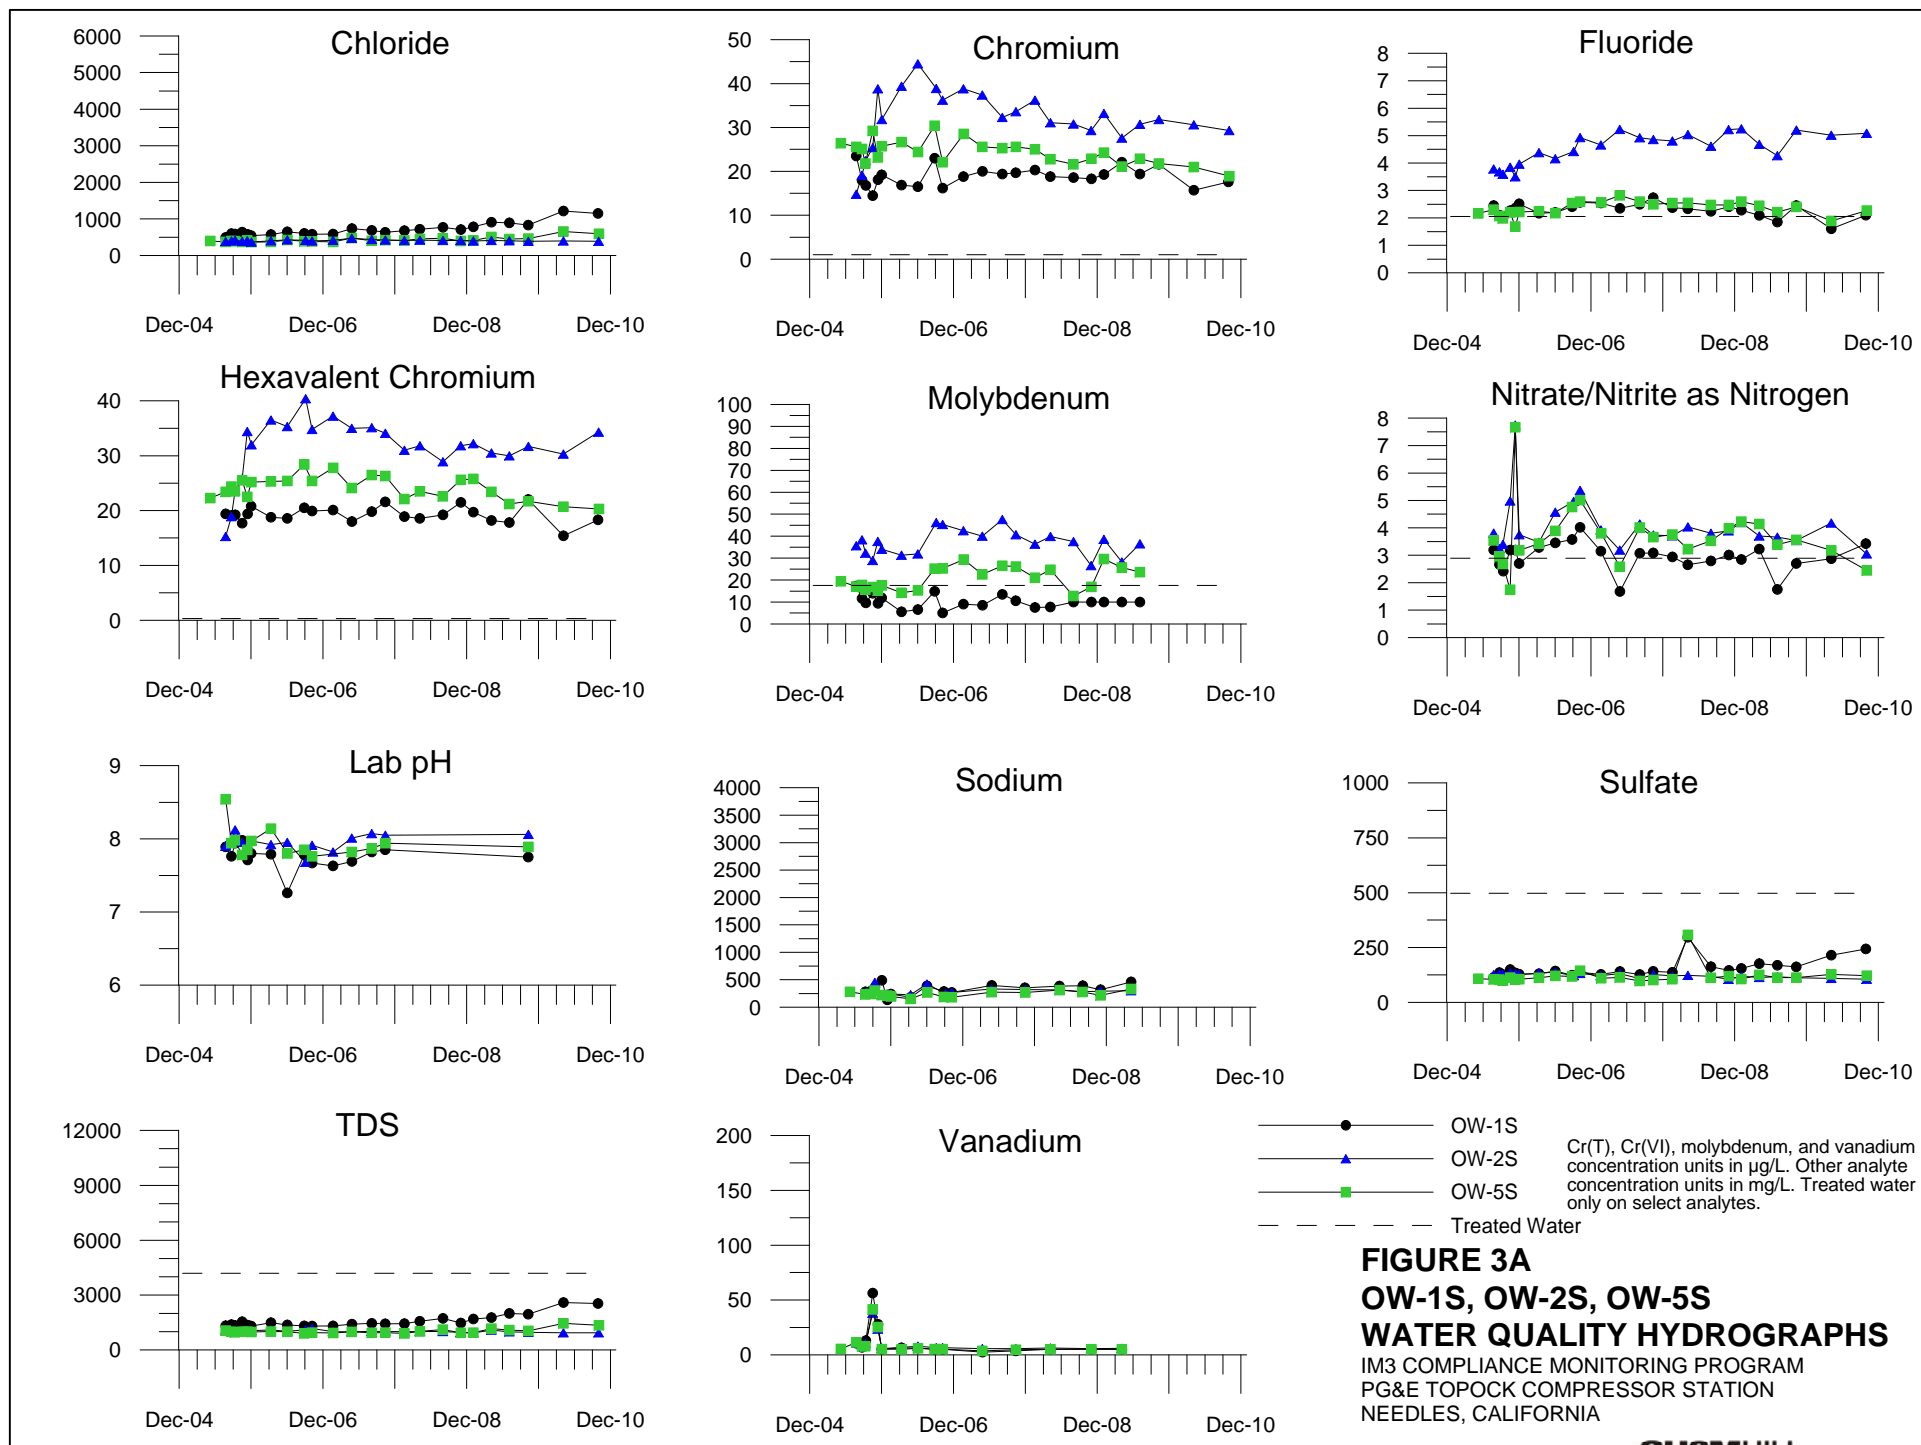 Chloride
6000
5000
4000
3000
2000
1000
0
Dec-04 Dec-06 Dec-08 Dec-10
Chromium
50
40
30
20
10
0
Dec-04 Dec-06 Dec-08 Dec-10
Fluoride
8
7
6
5
4
3
2
1
0
Dec-04 Dec-06 Dec-08 Dec-10
Hexavalent Chromium
40
30
20
10
0
Dec-04 Dec-06 Dec-08 Dec-10
Molybdenum
100
90
80
70
60
50
40
30
20
10
0
Dec-04 Dec-06 Dec-08 Dec-10
Nitrate/Nitrite as Nitrogen
8
7
6
5
4
3
2
1
0
Dec-04 Dec-06 Dec-08 Dec-10
Lab pH
9
8
7
6
Dec-04 Dec-06 Dec-08 Dec-10
Sodium
4000
3500
3000
2500
2000
1500
1000
500
0
Dec-04 Dec-06 Dec-08 Dec-10
Sulfate
1000
750
500
250
0
Dec-04 Dec-06 Dec-08 Dec-10
TDS
12000
9000
6000
3000
0
Dec-04 Dec-06 Dec-08 Dec-10
Vanadium
200
150
100
50
0
Dec-04 Dec-06 Dec-08 Dec-10
OW-1S
OW-2S
OW-5S
Treated Water
Cr(T), Cr(VI), molybdenum, and vanadium
concentration units in µg/L. Other analyte
concentration units in mg/L. Treated water
only on select analytes.
FIGURE 3A
OW-1S, OW-2S, OW-5S
WATER QUALITY HYDROGRAPHS
IM3 COMPLIANCE MONITORING PROGRAM
PG&E TOPOCK COMPRESSOR STATION
NEEDLES, CALIFORNIA